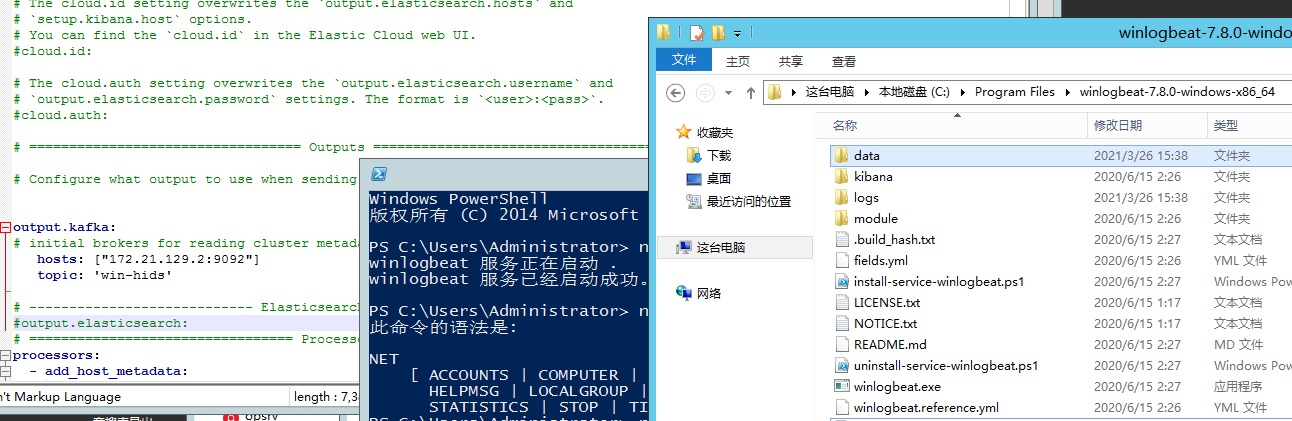 # The cloud.id setting overwrites the `output.elasticsearch.hosts` and
# `setup.kibana.host` options.
# You can find the `cloud.id` in the Elastic Cloud web UI.
#cloud.id:
# The cloud.auth setting overwrites the `output.elasticsearch.username` and
# `output.elasticsearch.password` settings. The format is `<user>:<pass>`.
#cloud.auth:
# ================================== Outputs ===================================
# Configure what output to use when sending
output.kafka:
# initial brokers for reading cluster metada
hosts: ["172.21.129.2:9092"]
topic: 'win-hids'
# ---------------------------- Elasticsearch
#output.elasticsearch:
# ================================= Process
processors:
- add_host_metadata:
n't Markup Language
length : 7,3
opsrv
Windows PowerShell
版权所有 (C) 2014 Microsoft
PS C:\Users\Administrator> n
winlogbeat 服务正在启动 .
winlogbeat 服务已经启动成功。
PS C:\Users\Administrator> n
此命令的语法是:
NET
[ ACCOUNTS | COMPUTER |
HELPMSG | LOCALGROUP |
STATISTICS | STOP | TI
PS C:\Users\Administrator>
winlogbeat-7.8.0-windo
文件 主页 共享 查看
这台电脑 本地磁盘 (C:) Program Files winlogbeat-7.8.0-windows-x86_64
收藏夹
下载
桌面
最近访问的位置
这台电脑
网络
名称 修改日期 类型
data 2021/3/26 15:38 文件夹
kibana 2020/6/15 2:26 文件夹
logs 2021/3/26 15:38 文件夹
module 2020/6/15 2:26 文件夹
.build_hash.txt 2020/6/15 2:27 文本文档
fields.yml 2020/6/15 2:26 YML 文件
install-service-winlogbeat.ps1 2020/6/15 2:27 Windows Pow
LICENSE.txt 2020/6/15 1:17 文本文档
NOTICE.txt 2020/6/15 1:17 文本文档
README.md 2020/6/15 2:27 MD 文件
uninstall-service-winlogbeat.ps1 2020/6/15 2:27 Windows Pow
winlogbeat.exe 2020/6/15 2:27 应用程序
winlogbeat.reference.yml 2020/6/15 2:26 YML 文件